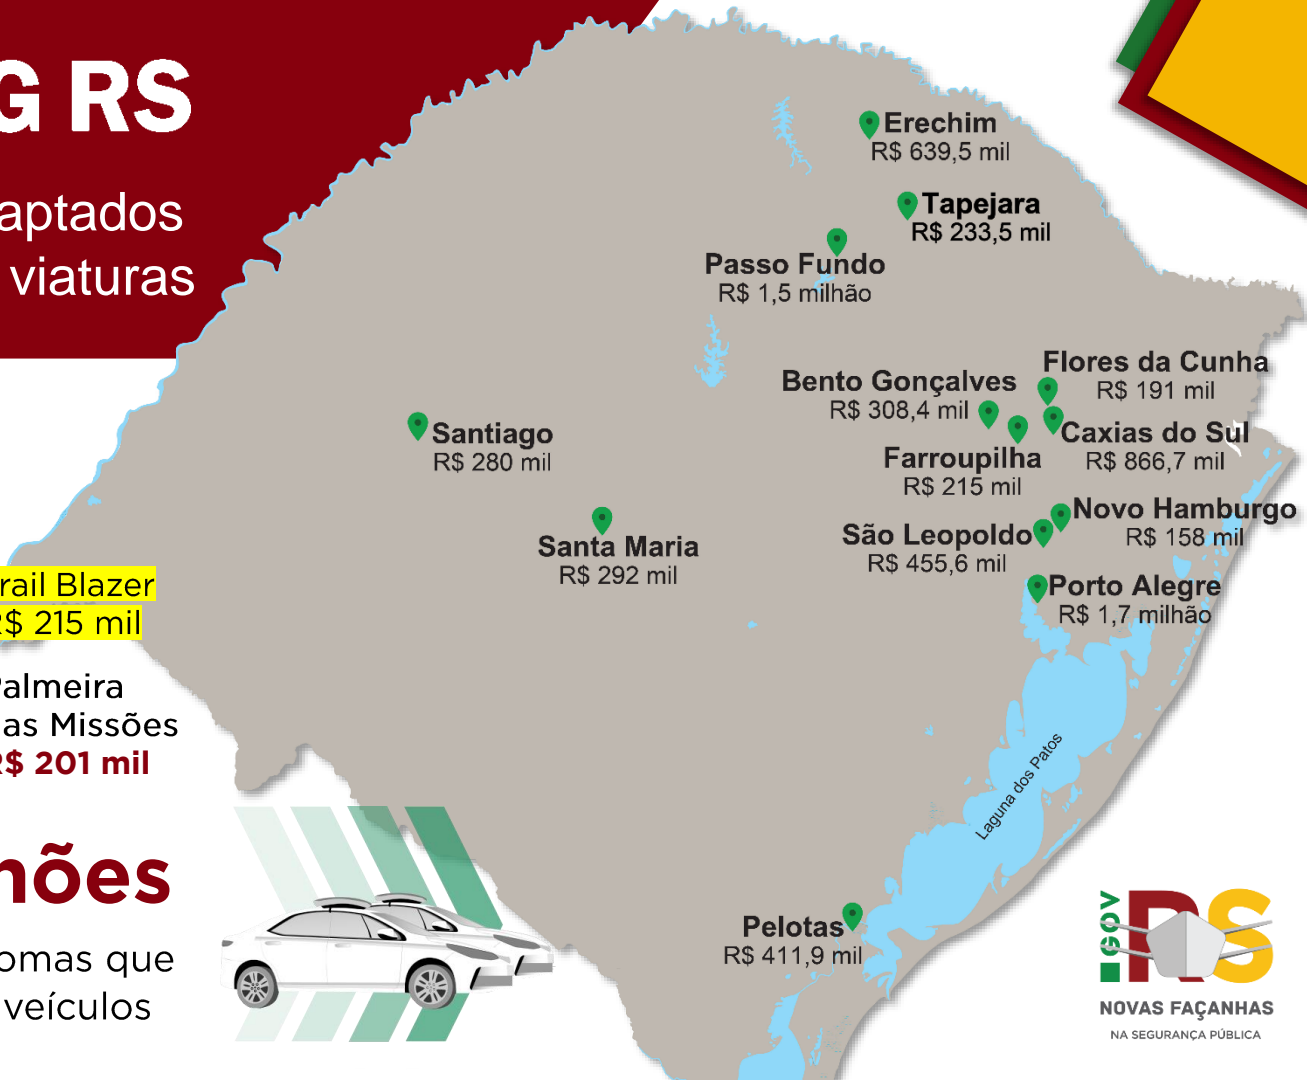 G RS
aptados
viaturas
Erechim
R$ 639,5 mil
Tapejara
R$ 233,5 mil
Passo Fundo
R$ 1,5 milhão
Flores da Cunha
R$ 191 mil
Bento Gonçalves
R$ 308,4 mil
Caxias do Sul
R$ 866,7 mil
Farroupilha
R$ 215 mil
Santiago
R$ 280 mil
Novo Hamburgo
R$ 158 mil
São Leopoldo
R$ 455,6 mil
Santa Maria
R$ 292 mil
Porto Alegre
R$ 1,7 milhão
rail Blazer
R$ 215 mil
Palmeira
as Missões
R$ 201 mil
Laguna dos Patos
hões
omas que
veículos
Pelotas
R$ 411,9 mil
GOV
RS
NOVAS FAÇANHAS
NA SEGURANÇA PÚBLICA